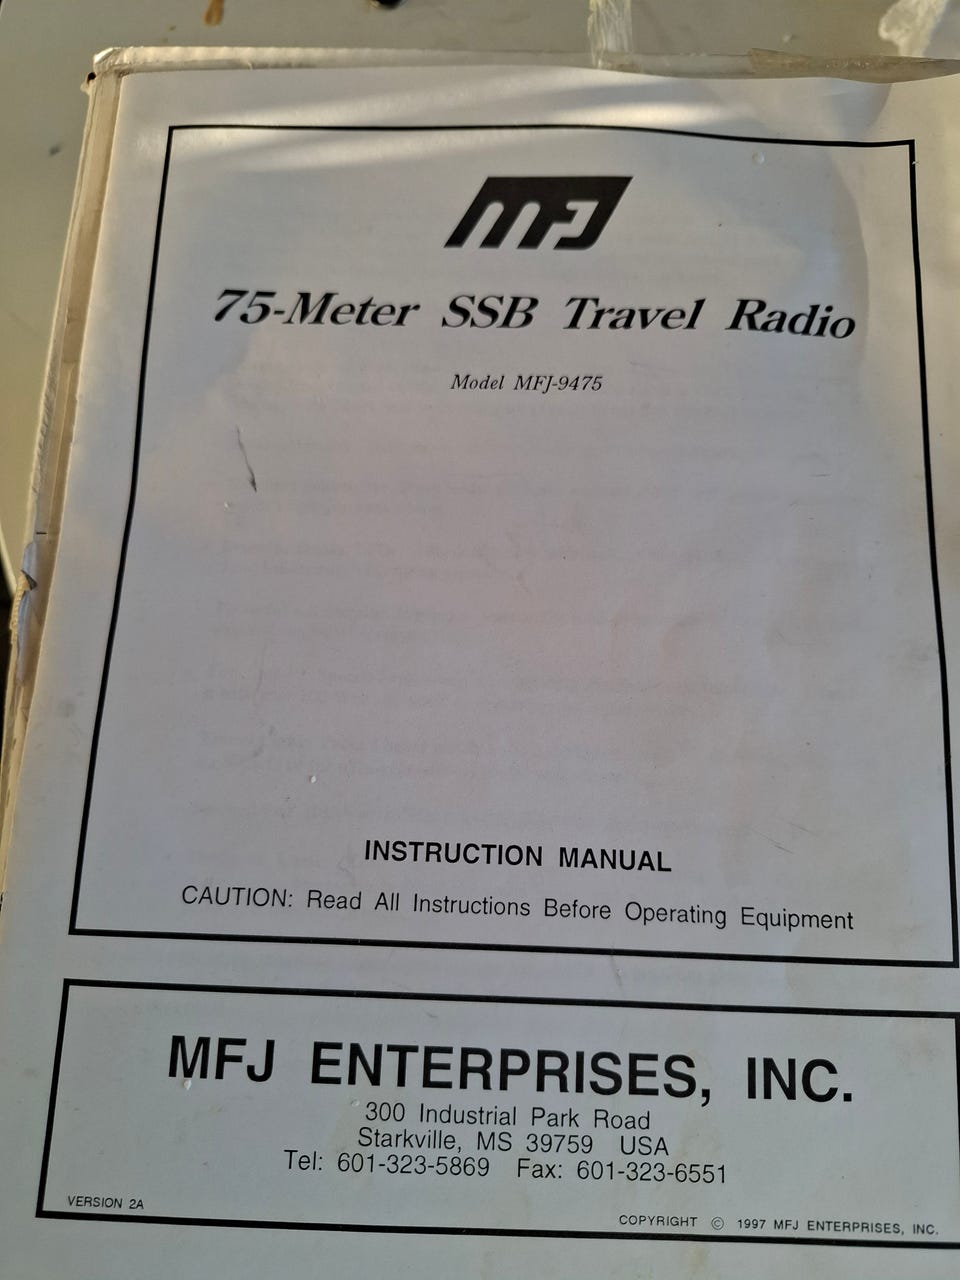 MFJ
75-Meter SSB Travel Radio
Model MFJ-9475
INSTRUCTION MANUAL
CAUTION: Read All Instructions Before Operating Equipment
MFJ ENTERPRISES, INC.
300 Industrial Park Road
Starkville, MS 39759 USA
Tel: 601-323-5869 Fax: 601-323-6551
VERSION 2A
COPYRIGHT © 1997 MFJ ENTERPRISES, INC.